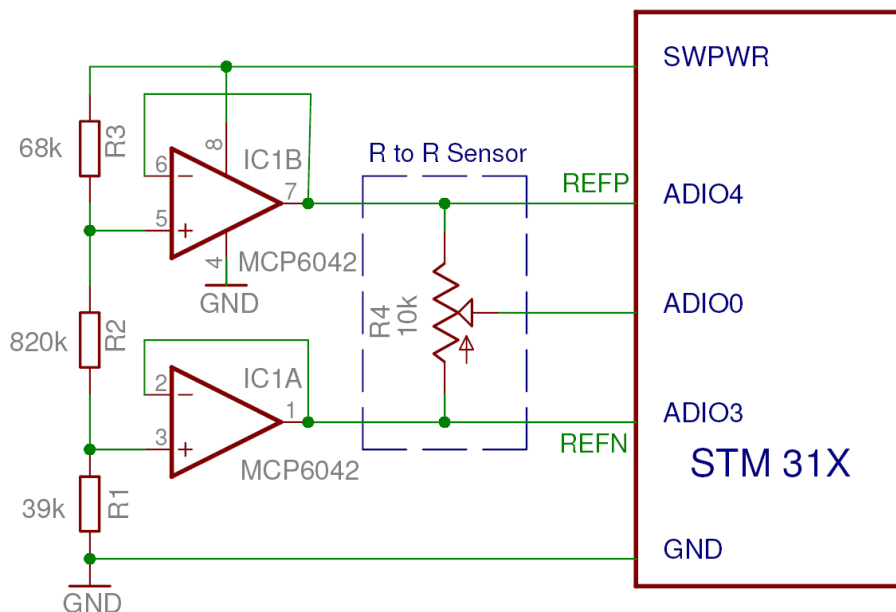 SWPWR
68k
R3
8
IC1B
6
7
5
4
MCP6042
GND
R to R Sensor
REFP
ADIO4
ADIO0
R4
10k
820k
R2
2
IC1A
1
3
MCP6042
REFN
ADIO3
STM 31X
39k
R1
GND
GND